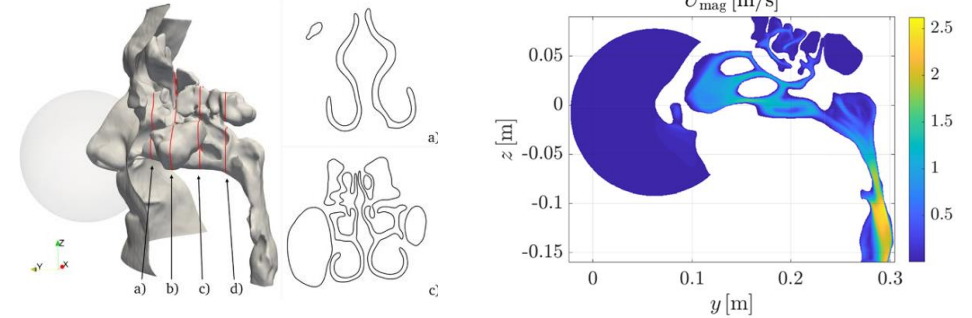 a)
c)
Z
Y
X
a) b) c) d)
U_mag [m/s]
0.05
0
-0.05
-0.1
-0.15
z [m]
0 0.1 0.2 0.3
y [m]
2.5
2
1.5
1
0.5